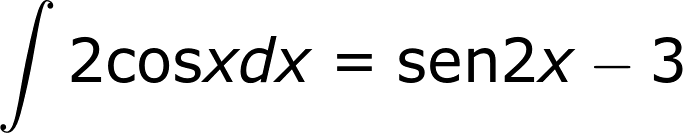 ∫ 2cosxdx = sen2x − 3